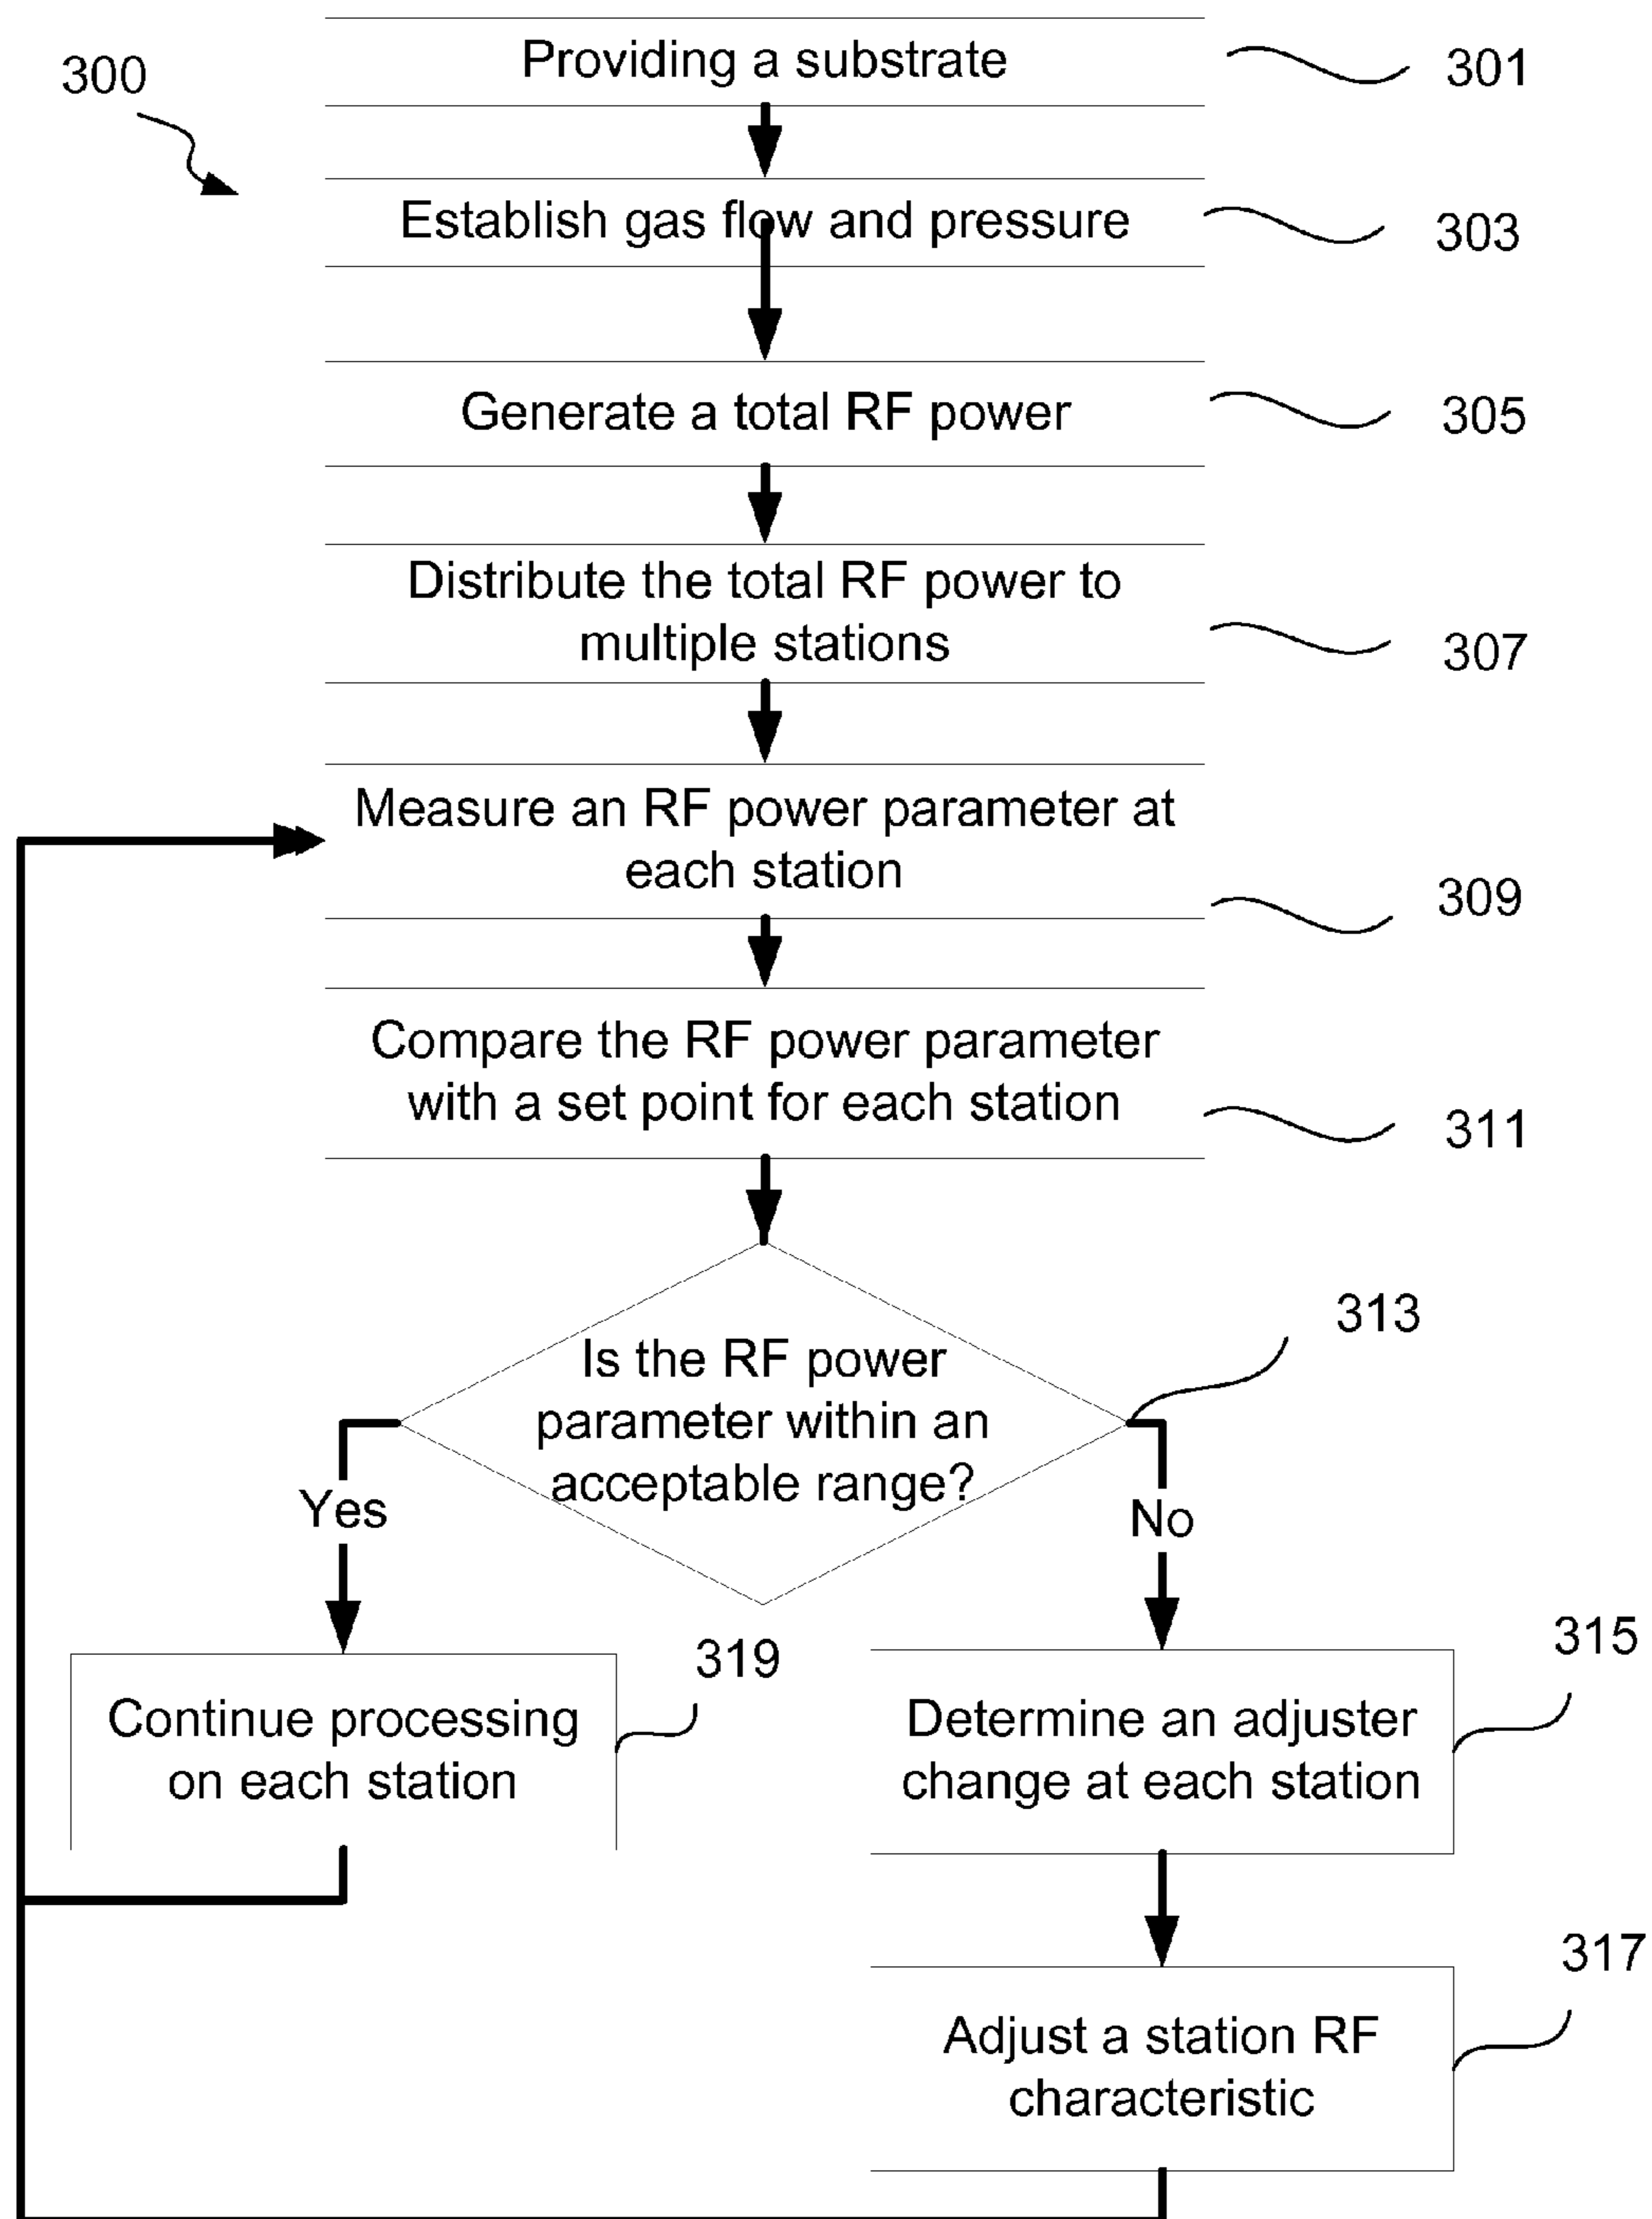 300
Providing a substrate
301
Establish gas flow and pressure
303
Generate a total RF power
305
Distribute the total RF power to
multiple stations
307
Measure an RF power parameter at
each station
309
Compare the RF power parameter
with a set point for each station
311
Is the RF power
parameter within an
acceptable range?
313
Yes
No
Continue processing
on each station
319
Determine an adjuster
change at each station
315
Adjust a station RF
characteristic
317